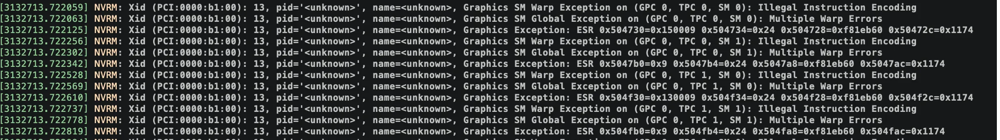 [3132713.722059] NVRM: Xid (PCI:0000:b1:00): 13, pid='<unknown>', name=<unknown>, Graphics SM Warp Exception on (GPC 0, TPC 0, SM 0): Illegal Instruction Encoding
[3132713.722063] NVRM: Xid (PCI:0000:b1:00): 13, pid='<unknown>', name=<unknown>, Graphics SM Global Exception on (GPC 0, TPC 0, SM 0): Multiple Warp Errors
[3132713.722125] NVRM: Xid (PCI:0000:b1:00): 13, pid='<unknown>', name=<unknown>, Graphics Exception: ESR 0x504730=0x150009 0x504734=0x24 0x504728=0xf81eb60 0x50472c=0x1174
[3132713.722256] NVRM: Xid (PCI:0000:b1:00): 13, pid='<unknown>', name=<unknown>, Graphics SM Warp Exception on (GPC 0, TPC 0, SM 1): Illegal Instruction Encoding
[3132713.722302] NVRM: Xid (PCI:0000:b1:00): 13, pid='<unknown>', name=<unknown>, Graphics SM Global Exception on (GPC 0, TPC 0, SM 1): Multiple Warp Errors
[3132713.722342] NVRM: Xid (PCI:0000:b1:00): 13, pid='<unknown>', name=<unknown>, Graphics Exception: ESR 0x5047b0=0x9 0x5047b4=0x24 0x5047a8=0xf81eb60 0x5047ac=0x1174
[3132713.722528] NVRM: Xid (PCI:0000:b1:00): 13, pid='<unknown>', name=<unknown>, Graphics SM Warp Exception on (GPC 0, TPC 1, SM 0): Illegal Instruction Encoding
[3132713.722569] NVRM: Xid (PCI:0000:b1:00): 13, pid='<unknown>', name=<unknown>, Graphics SM Global Exception on (GPC 0, TPC 1, SM 0): Multiple Warp Errors
[3132713.722610] NVRM: Xid (PCI:0000:b1:00): 13, pid='<unknown>', name=<unknown>, Graphics Exception: ESR 0x504f30=0x130009 0x504f34=0x24 0x504f28=0xf81eb60 0x504f2c=0x1174
[3132713.722737] NVRM: Xid (PCI:0000:b1:00): 13, pid='<unknown>', name=<unknown>, Graphics SM Warp Exception on (GPC 0, TPC 1, SM 1): Illegal Instruction Encoding
[3132713.722778] NVRM: Xid (PCI:0000:b1:00): 13, pid='<unknown>', name=<unknown>, Graphics SM Global Exception on (GPC 0, TPC 1, SM 1): Multiple Warp Errors
[3132713.722819] NVRM: Xid (PCI:0000:b1:00): 13, pid='<unknown>', name=<unknown>, Graphics Exception: ESR 0x504fb0=0x9 0x504fb4=0x24 0x504fa8=0xf81eb60 0x504fac=0x1174